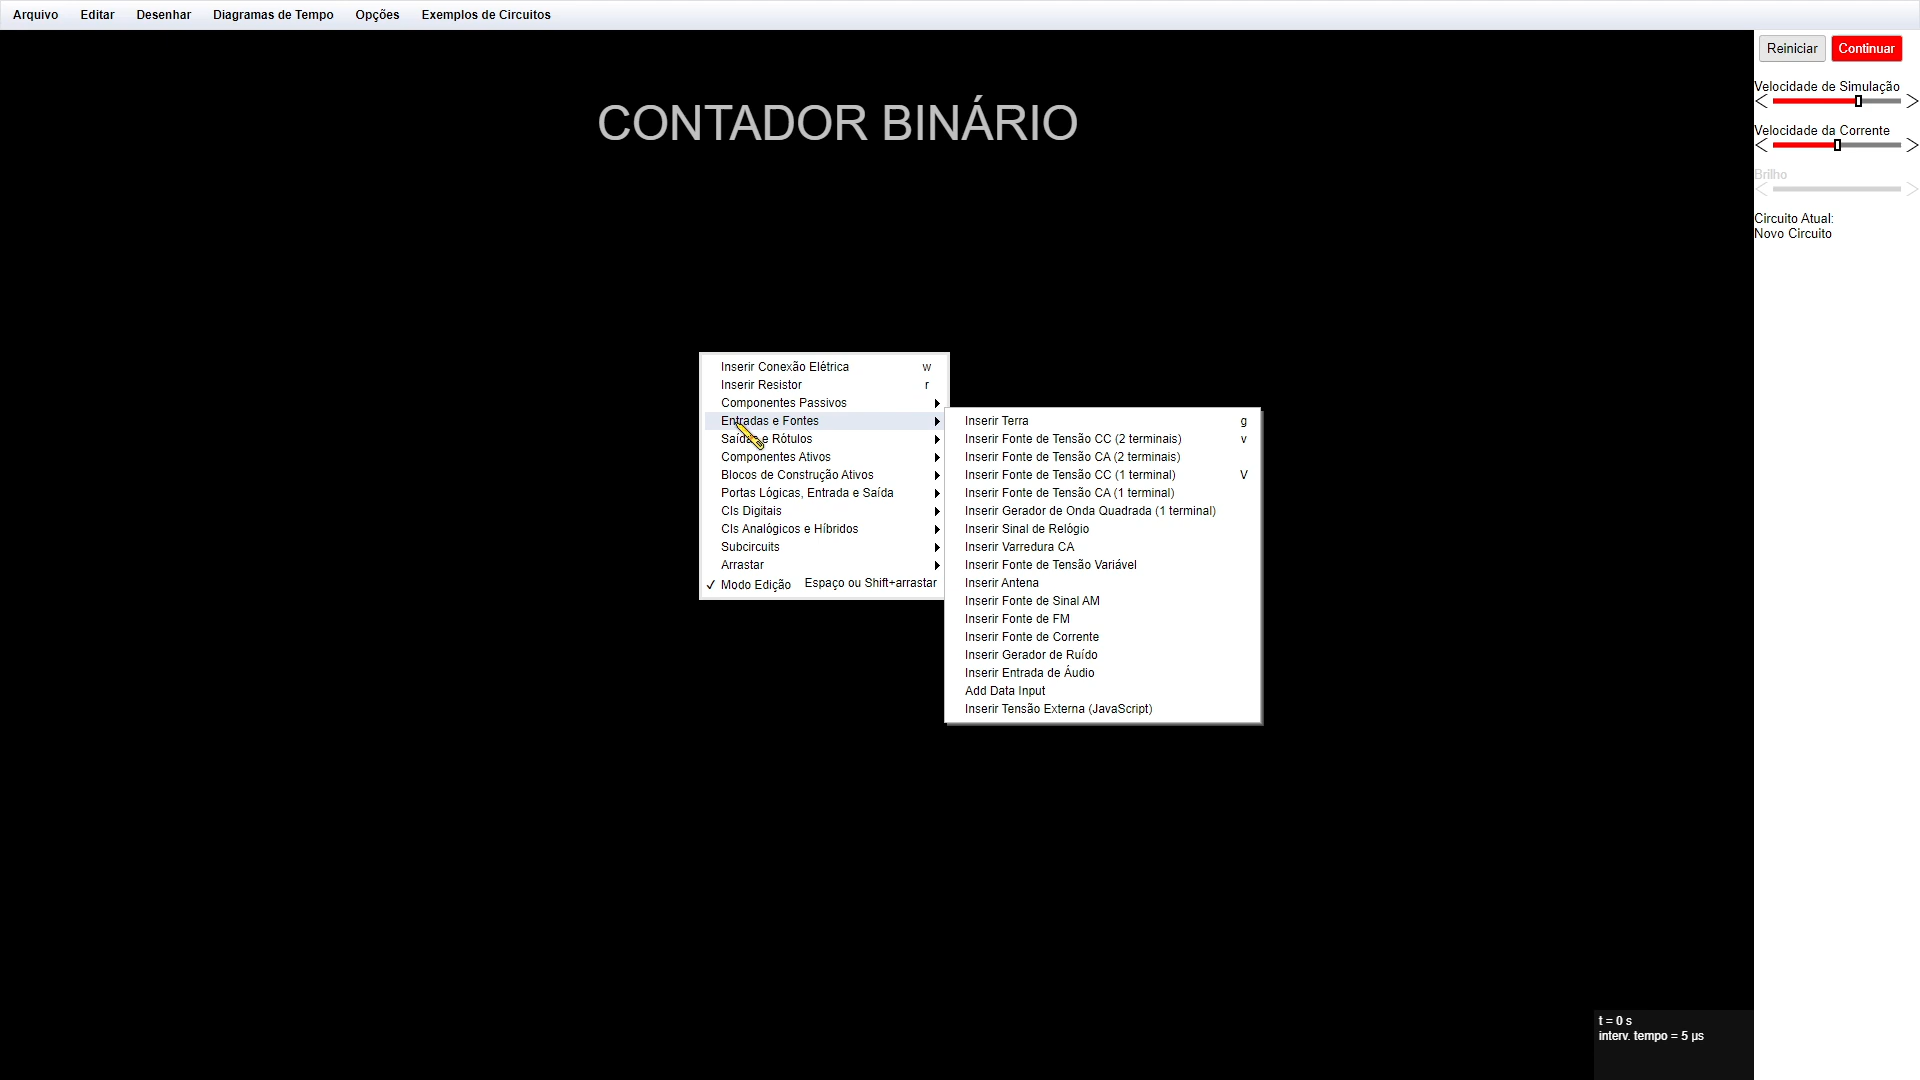 Arquivo Editar Desenhar Diagramas de Tempo Opções Exemplos de Circuitos
Reiniciar Continuar
Velocidade de Simulação
Velocidade da Corrente
Brilho
Circuito Atual:
Novo Circuito
CONTADOR BINÁRIO
Inserir Conexão Elétrica w
Inserir Resistor r
Componentes Passivos
Entradas e Fontes
Saídas e Rótulos
Componentes Ativos
Blocos de Construção Ativos
Portas Lógicas, Entrada e Saída
CIs Digitais
CIs Analógicos e Híbridos
Subcircuits
Arrastar
✓ Modo Edição Espaço ou Shift+arrastar
Inserir Terra g
Inserir Fonte de Tensão CC (2 terminais) v
Inserir Fonte de Tensão CA (2 terminais)
Inserir Fonte de Tensão CC (1 terminal) V
Inserir Fonte de Tensão CA (1 terminal)
Inserir Gerador de Onda Quadrada (1 terminal)
Inserir Sinal de Relógio
Inserir Varredura CA
Inserir Fonte de Tensão Variável
Inserir Antena
Inserir Fonte de Sinal AM
Inserir Fonte de FM
Inserir Fonte de Corrente
Inserir Gerador de Ruído
Inserir Entrada de Áudio
Add Data Input
Inserir Tensão Externa (JavaScript)
t = 0 s
interv. tempo = 5 μs